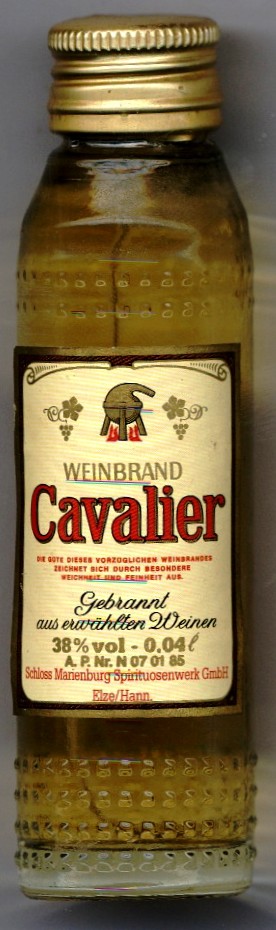 WEINBRAND
Cavalier
DIE GÜTE DIESES VORZÜGLICHEN WEINBRANDES
ZEICHNET SICH DURCH BESONDERE
WEICHHEIT UND FEINHEIT AUS.
Gebrannt
aus erwählten Weinen
38% vol - 0,04 ℓ
A. P. Nr. N 07 01 85
Schloss Marienburg Spirituosenwerk GmbH
Elze/Hann.